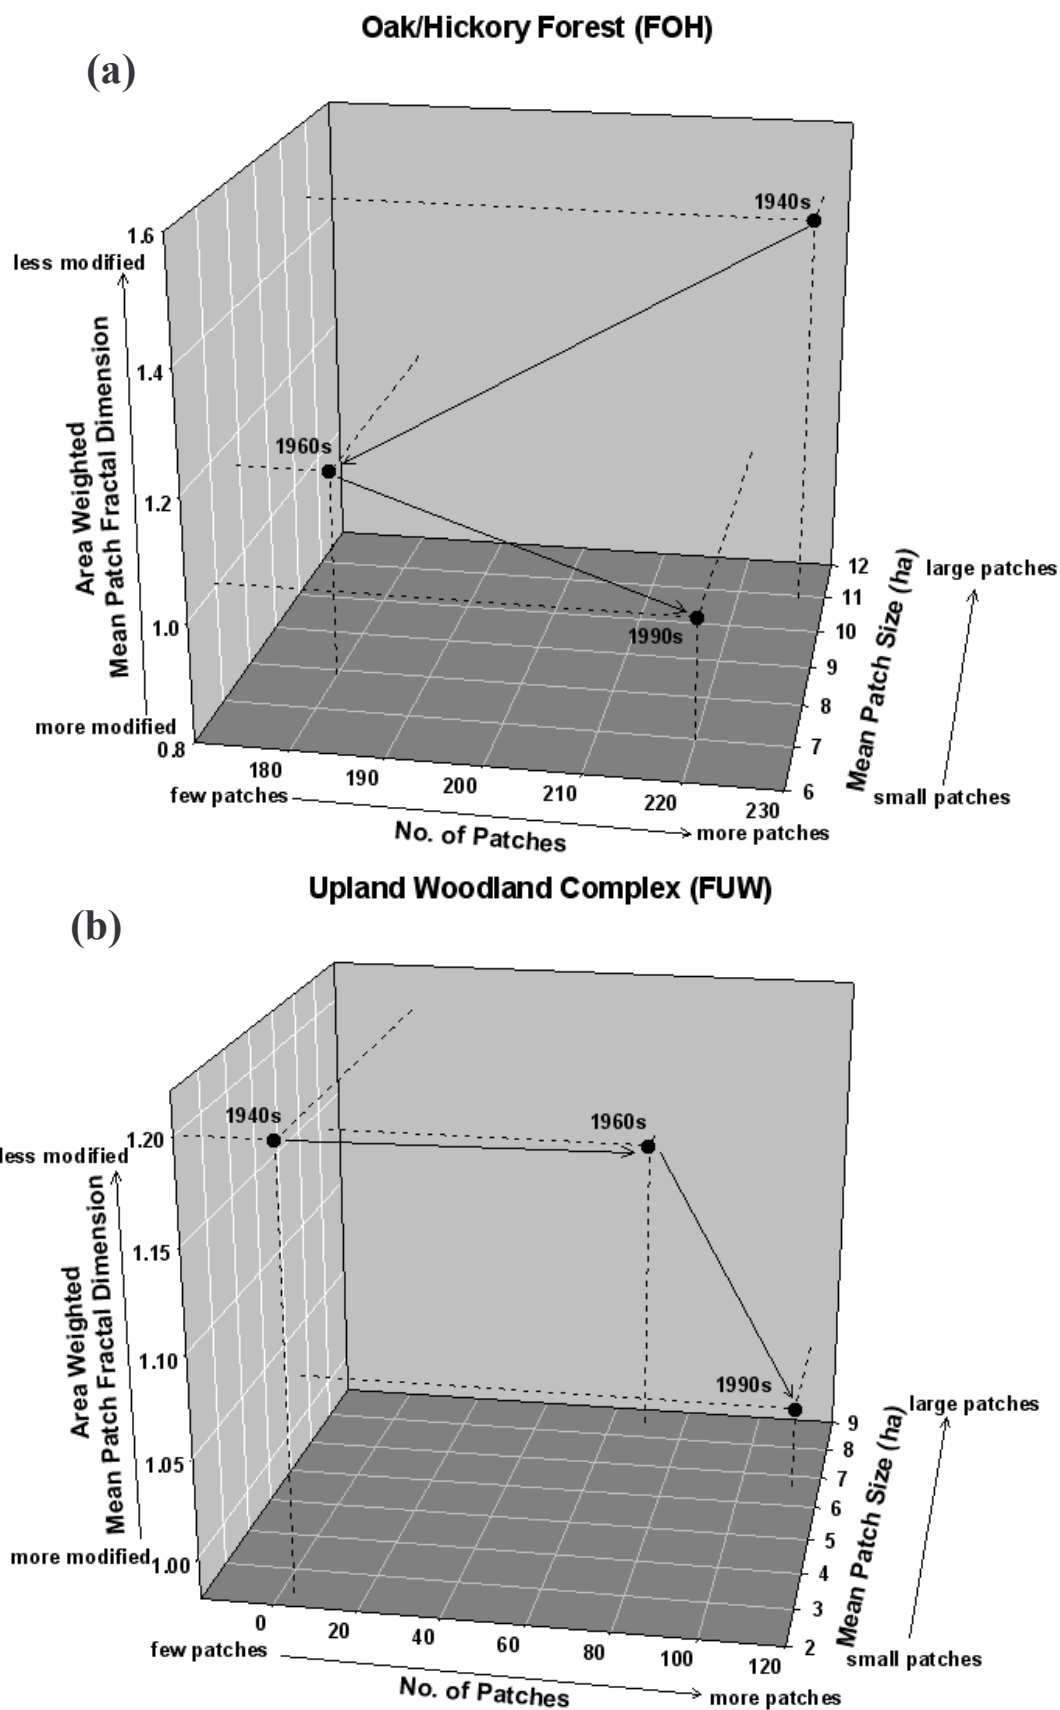 Oak/Hickory Forest (FOH)
(a)
1940s
1.6
less modified
1.4
1960s
Area Weighted
Mean Patch Fractal Dimension
1.2
12
large patches
11
1.0
10
1990s
9
Mean Patch Size (ha)
8
more modified
0.8
7
180
190
200
210
220
230
6
small patches
few patches
No. of Patches
more patches
Upland Woodland Complex (FUW)
(b)
1940s
1960s
1.20
less modified
1.15
Area Weighted
Mean Patch Fractal Dimension
1.10
1990s
large patches
9
8
1.05
7
6
Mean Patch Size (ha)
5
more modified
1.00
4
3
0
20
40
60
80
100
120
2
few patches
small patches
No. of Patches
more patches